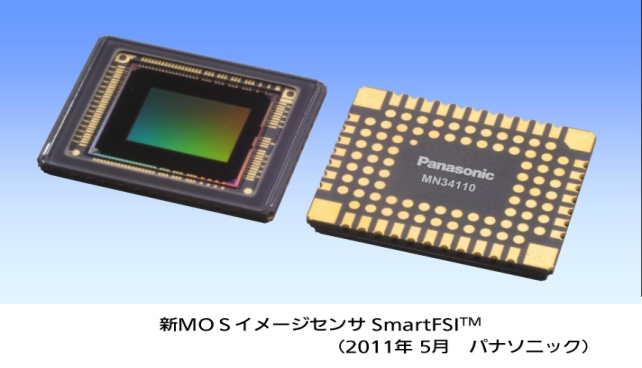 Panasonic
MN34110
新MOSイメージセンサ SmartFSI™
（2011年 5月　パナソニック）